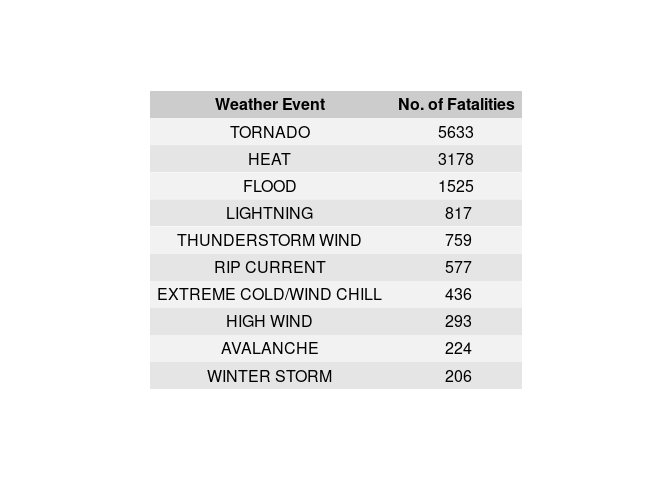 Weather Event No. of Fatalities
TORNADO 5633
HEAT 3178
FLOOD 1525
LIGHTNING 817
THUNDERSTORM WIND 759
RIP CURRENT 577
EXTREME COLD/WIND CHILL 436
HIGH WIND 293
AVALANCHE 224
WINTER STORM 206